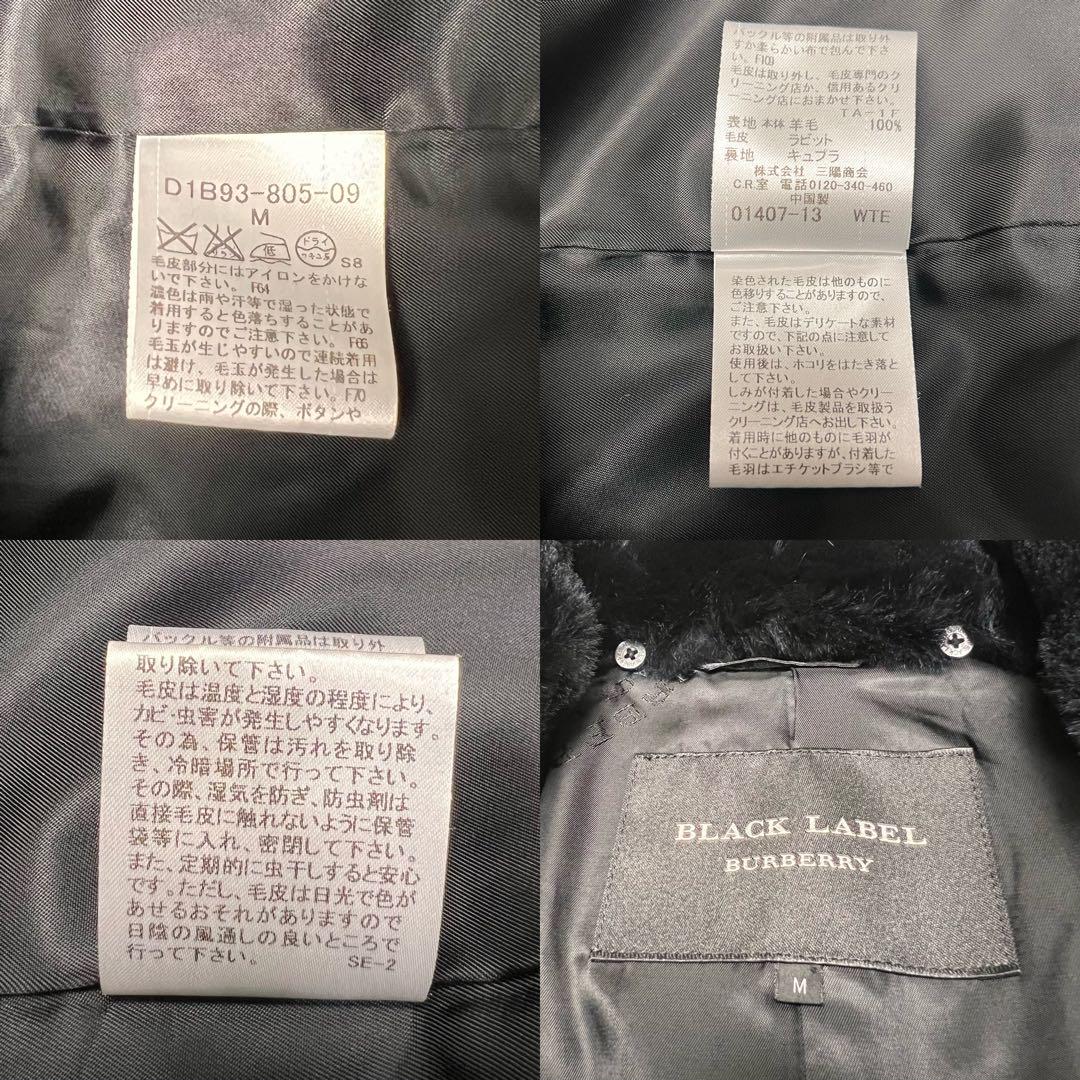 D1B93-805-09
M
低 ドライ S8
毛皮部分にはアイロンをかけな
いで下さい。F64
濃色は雨や汗等で湿った状態で
着用すると色落ちすることがあ
りますのでご注意下さい。F66
毛玉が生じやすいので連続着用
は避け、毛玉が発生した場合は
早めに取り除いて下さい。F70
クリーニングの際、ボタンや
バックル等の附属品は取り外
すか柔らかい布で包んで下さ
い。F109
毛皮は取り外し、毛皮専門のク
リーニング店か、信用あるクリ
ーニング店におまかせ下さい。
TA-1F
表地 本体 羊毛 100%
毛皮 ラビット
裏地 キュプラ
株式会社 三陽商会
C.R.室 電話0120-340-460
中国製
01407-13 WTE
染色された毛皮は他のものに
色移りすることがありますので、
ご注意下さい。
また、毛皮はデリケートな素材
ですので、下記の点に注意して
お取扱い下さい。
使用後は、ホコリをはたき落と
して下さい。
しみが付着した場合やクリー
ニングは、毛皮製品を取扱う
クリーニング店へお出し下さい。
着用時に他のものに毛羽が
付くことがありますが、付着した
毛羽はエチケットブラシ等で
バックル等の附属品は取り外
取り除いて下さい。
毛皮は温度と湿度の程度により、
カビ・虫害が発生しやすくなります。
その為、保管は汚れを取り除
き、冷暗場所で行って下さい。
その際、湿気を防ぎ、防虫剤は
直接毛皮に触れないように保管
袋等に入れ、密閉して下さい。
また、定期的に虫干しすると安心
です。ただし、毛皮は日光で色が
あせるおそれがありますので
日陰の風通しの良いところで
行って下さい。 SE-2
BLACK LABEL
BURBERRY
M